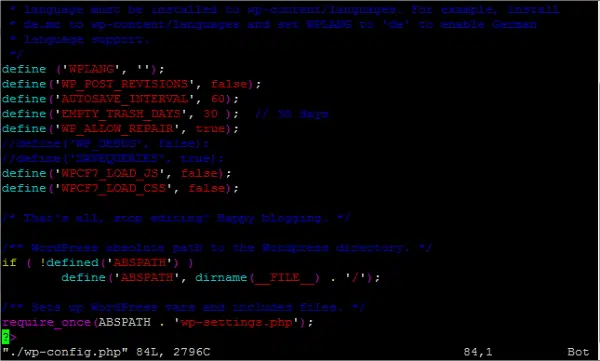 * language must be installed to wp-content/languages. For example, install
 * de.mo to wp-content/languages and set WPLANG to 'de' to enable German
 * language support.
 */
define ('WPLANG', '');
define('WP_POST_REVISIONS', false);
define('AUTOSAVE_INTERVAL', 60);
define('EMPTY_TRASH_DAYS', 30 );  // 30 days
define('WP_ALLOW_REPAIR', true);
//define('WP_DEBUG', false);
//define('SAVEQUERIES', true);
define('WPCF7_LOAD_JS', false);
define('WPCF7_LOAD_CSS', false);
/* That's all, stop editing! Happy blogging. */
/** WordPress absolute path to the Wordpress directory. */
if ( !defined('ABSPATH') )
        define('ABSPATH', dirname(__FILE__) . '/');
/** Sets up WordPress vars and included files. */
require_once(ABSPATH . 'wp-settings.php');
?>
"./wp-config.php" 84L, 2796C                                  84,1          Bot